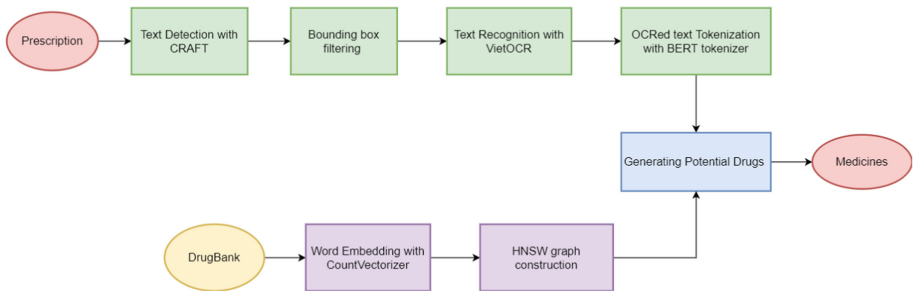 Prescription
Text Detection with
CRAFT
Bounding box
filtering
Text Recognition with
VietOCR
OCRed text Tokenization
with BERT tokenizer
Generating Potential Drugs
Medicines
DrugBank
Word Embedding with
CountVectorizer
HNSW graph
construction